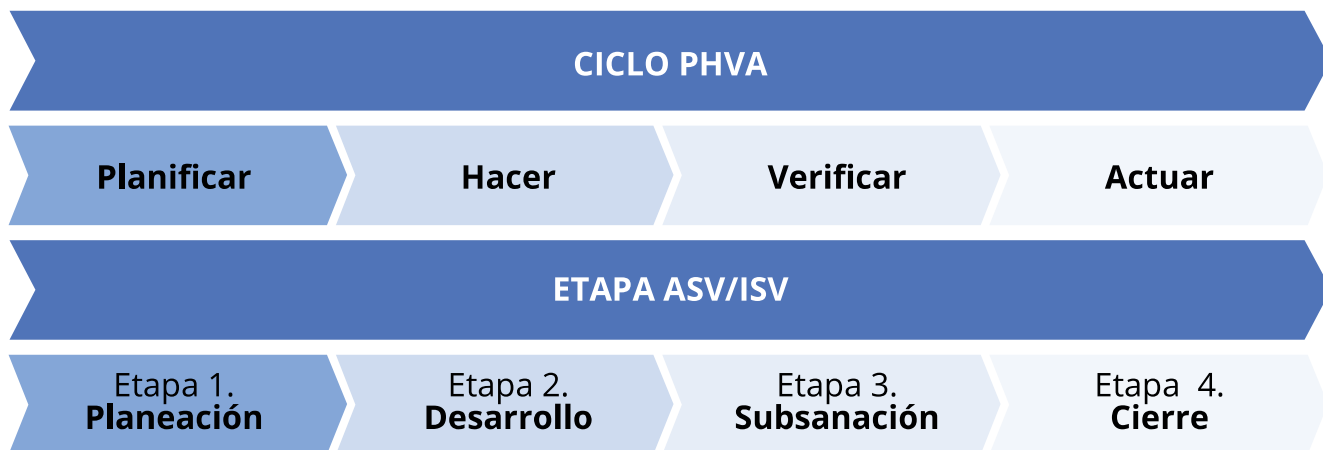 CICLO PHVA
Planificar
Hacer
Verificar
Actuar
ETAPA ASV/ISV
Etapa 1.
Planeación
Etapa 2.
Desarrollo
Etapa 3.
Subsanación
Etapa  4.
Cierre